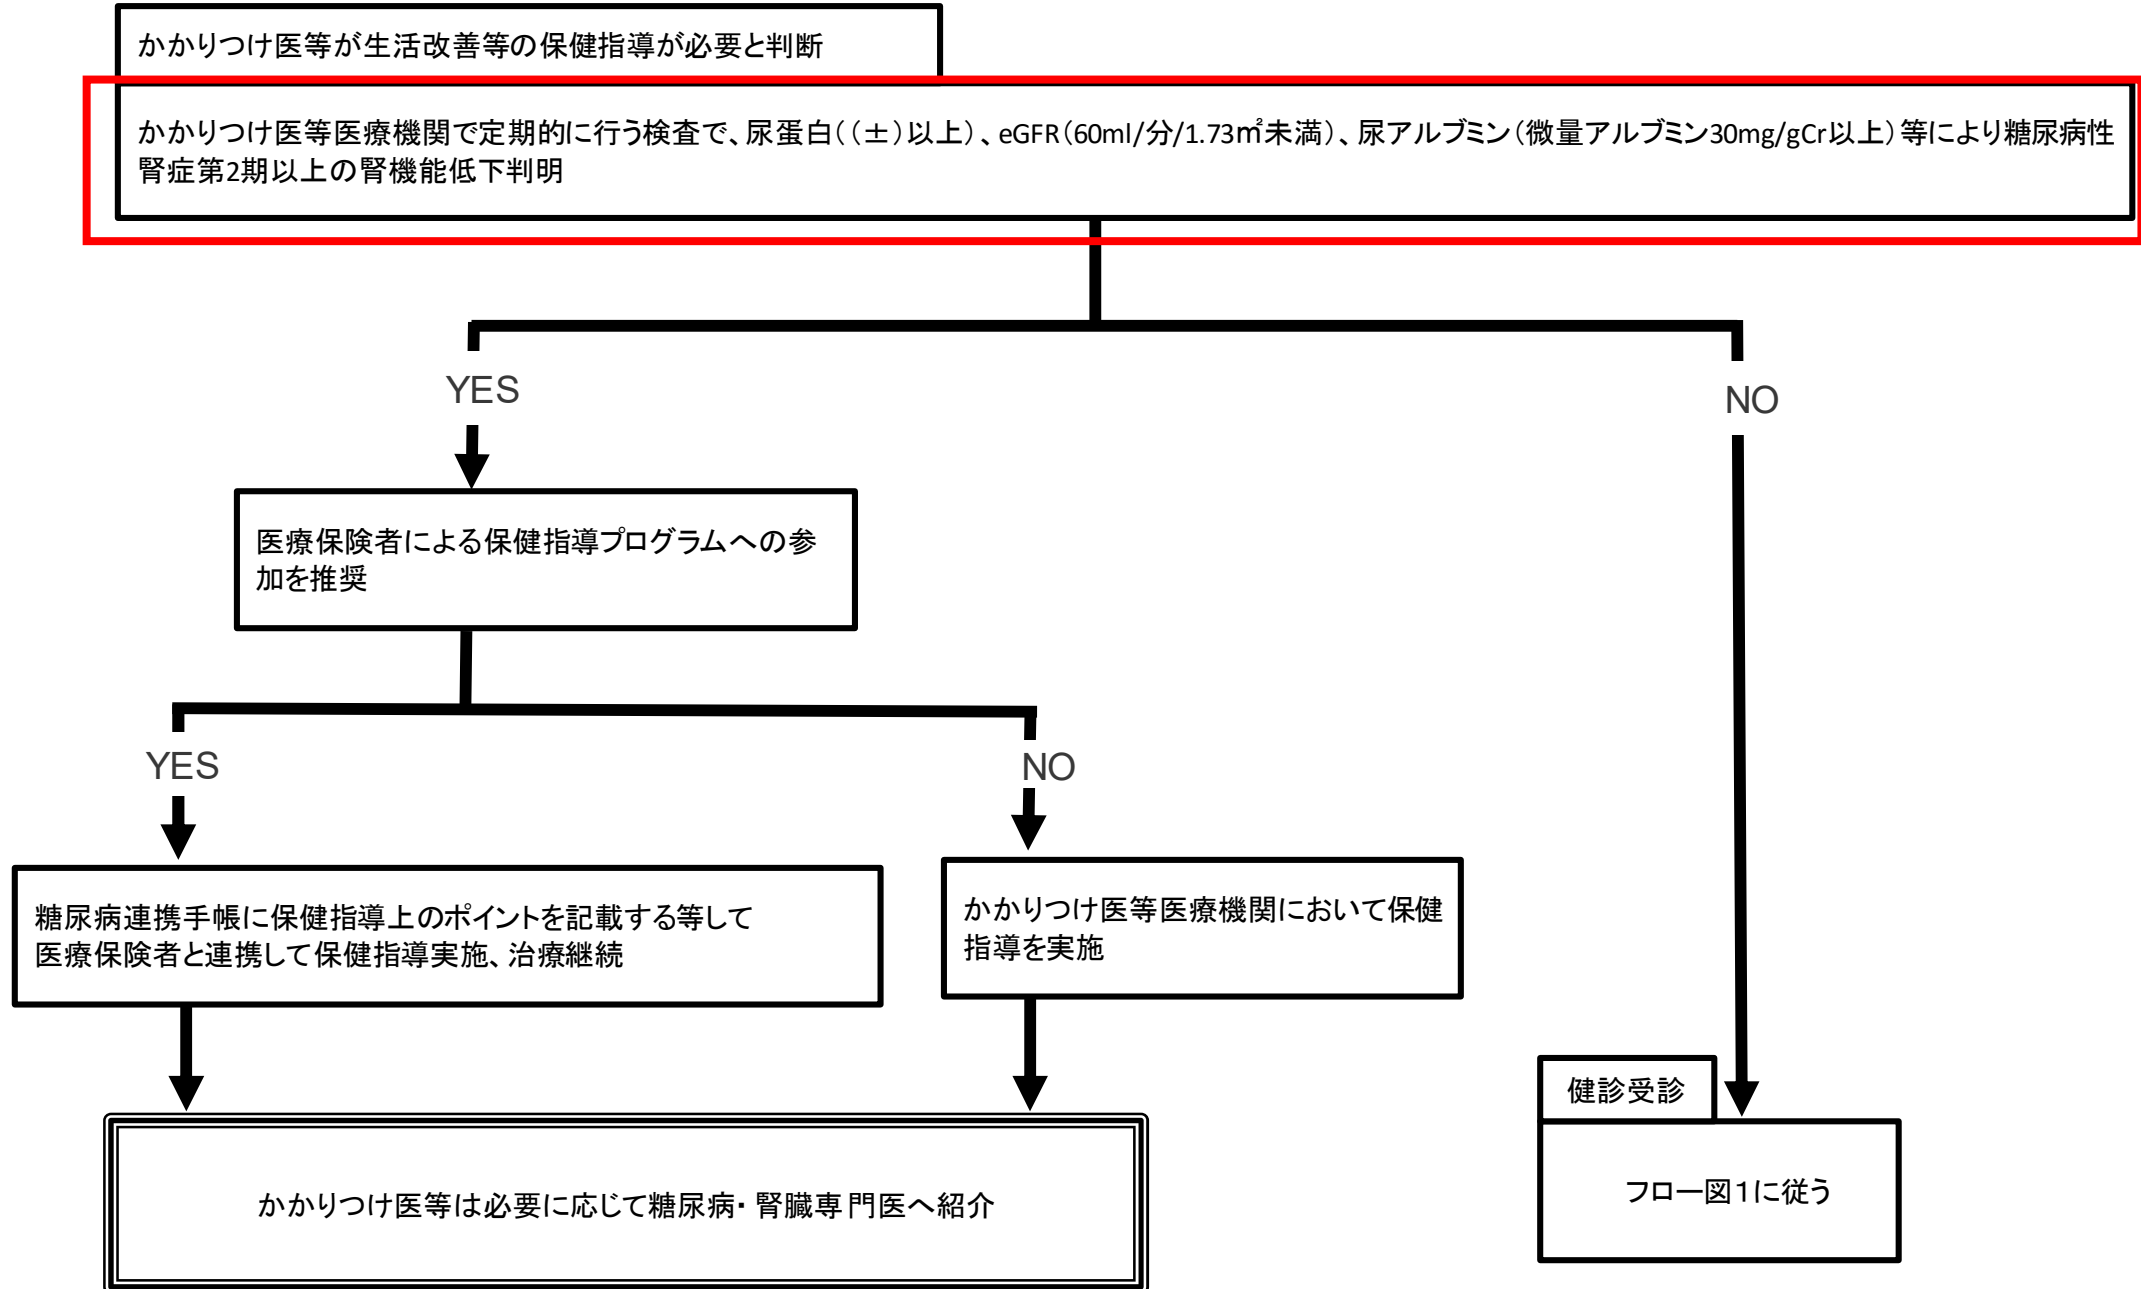 かかりつけ医等が生活改善等の保健指導が必要と判断
かかりつけ医等医療機関で定期的に行う検査で、尿蛋白((±)以上)、eGFR(60ml/分/1.73㎡未満)、尿アルブミン(微量アルブミン30mg/gCr以上)等により糖尿病性
腎症第2期以上の腎機能低下判明
YES
NO
医療保険者による保健指導プログラムへの参
加を推奨
YES
NO
糖尿病連携手帳に保健指導上のポイントを記載する等して
医療保険者と連携して保健指導実施、治療継続
かかりつけ医等医療機関において保健
指導を実施
健診受診
フロー図1に従う
かかりつけ医等は必要に応じて糖尿病・腎臓専門医へ紹介